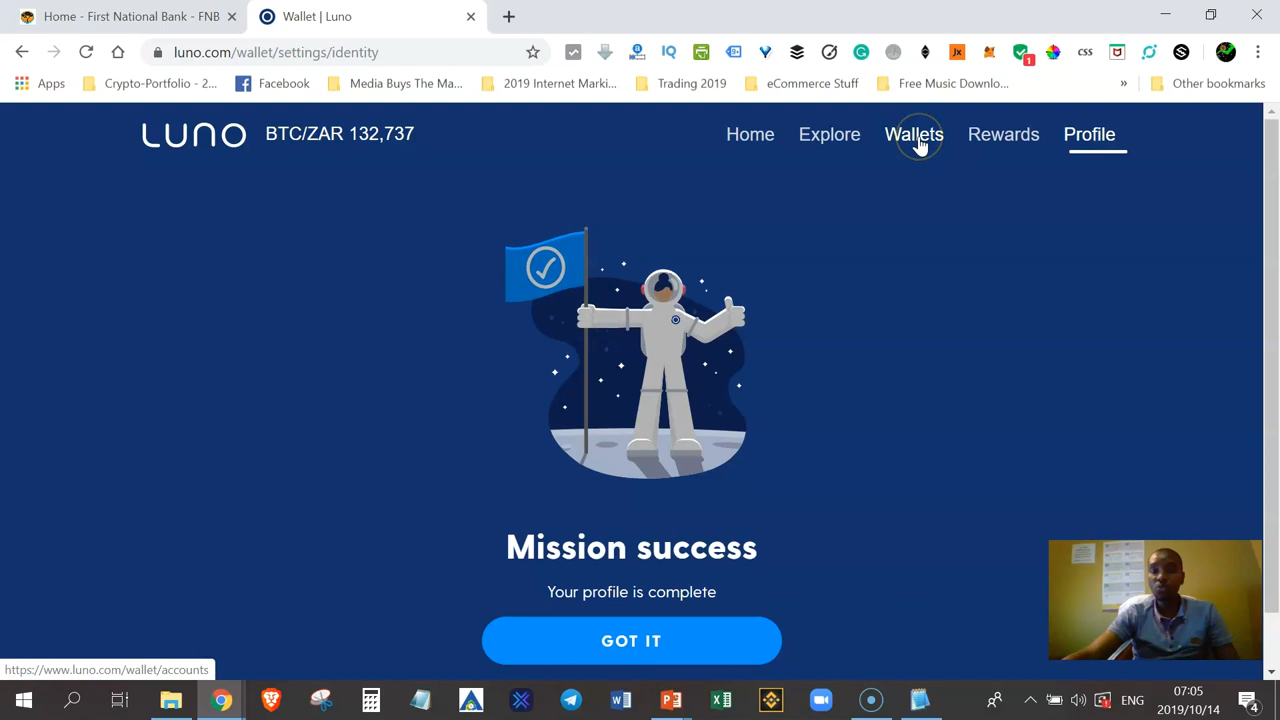 Home - First National Bank - FNB
Wallet | Luno
luno.com/wallet/settings/identity
Apps
Crypto-Portfolio - 2...
Facebook
Media Buys The Ma...
2019 Internet Marki...
Trading 2019
eCommerce Stuff
Free Music Downlo...
»
Other bookmarks
LUNO
BTC/ZAR 132,737
Home
Explore
Wallets
Rewards
Profile
Mission success
Your profile is complete
GOT IT
https://www.luno.com/wallet/accounts
ENG
07:05
2019/10/14